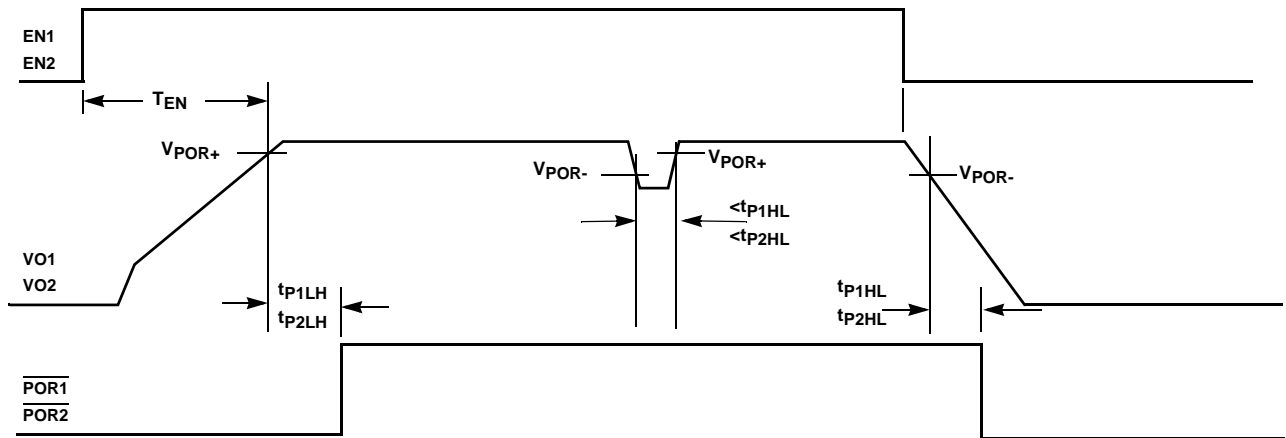 EN1
EN2
TEN
VPOR+
VPOR-
VPOR+
VPOR-
<tP1HL
<tP2HL
VO1
VO2
tP1LH
tP2LH
tP1HL
tP2HL
POR1
POR2